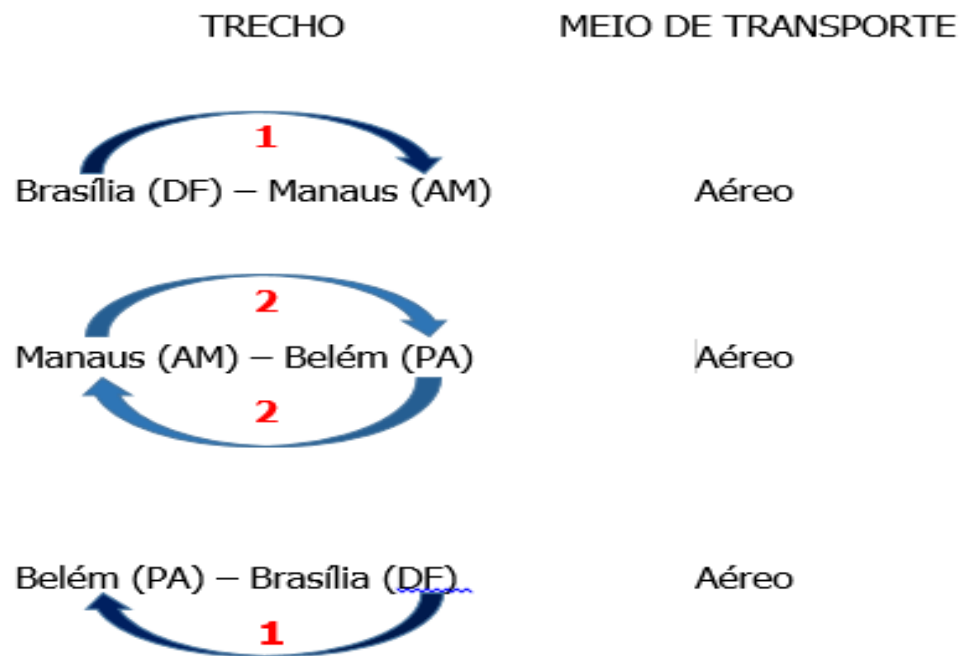 TRECHO MEIO DE TRANSPORTE
1
Brasília (DF) – Manaus (AM) Aéreo
2
Manaus (AM) – Belém (PA) Aéreo
2
Belém (PA) – Brasília (DF) Aéreo
1